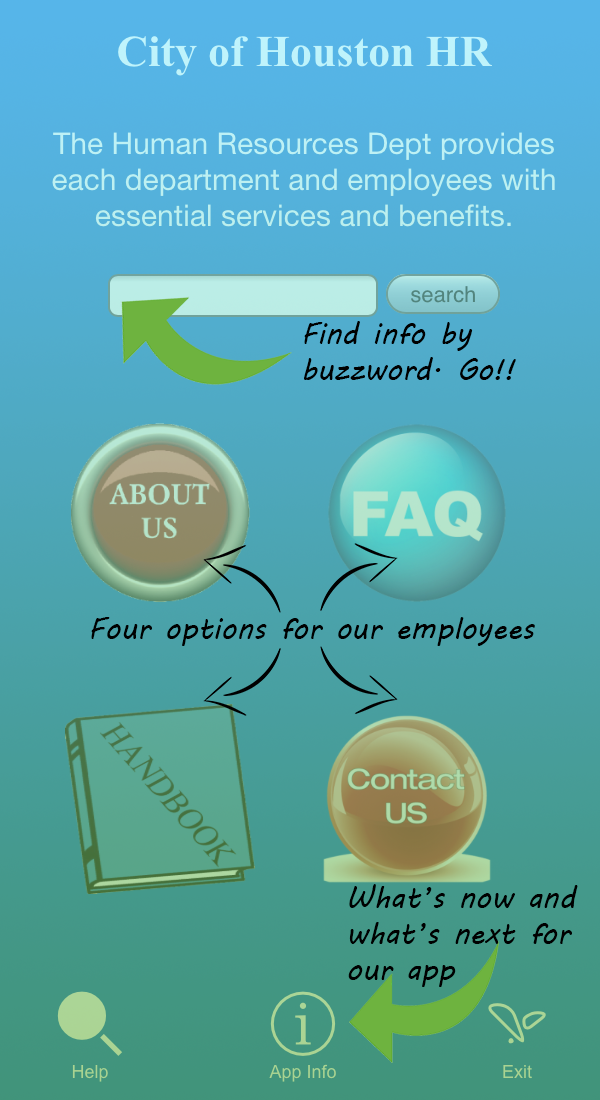 City of Houston HR
The Human Resources Dept provides
each department and employees with
essential services and benefits.
search
Find info by
buzzword. Go!!
ABOUT
US
FAQ
Four options for our employees
HANDBOOK
Contact
US
What's now and
what's next for
our app
i
Help
App Info
Exit